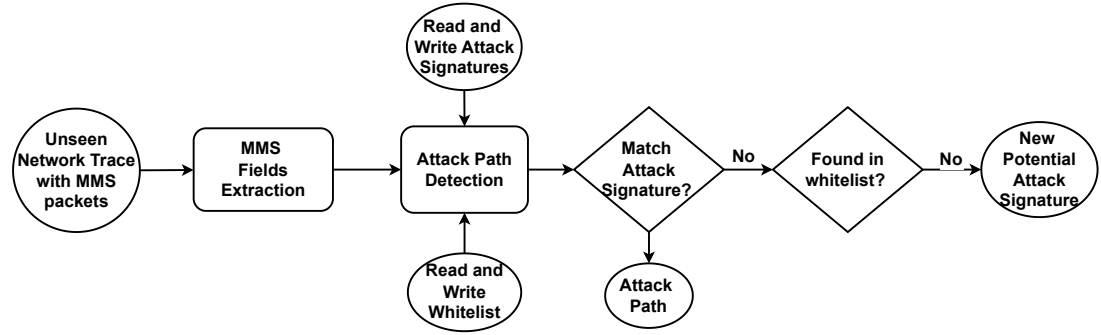 Unseen
Network Trace
with MMS
packets
MMS
Fields
Extraction
Read and
Write Attack
Signatures
Attack Path
Detection
Read and
Write
Whitelist
Match
Attack
Signature?
Attack
Path
No
Found in
whitelist?
No
New
Potential
Attack
Signature